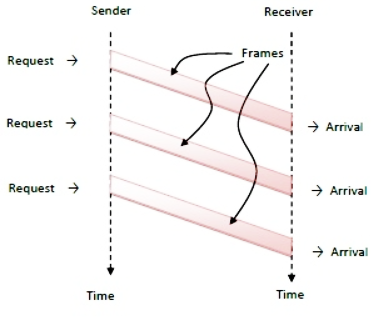 Sender
Receiver
Frames
Request →
→ Arrival
Request →
→ Arrival
Request →
→ Arrival
Time
Time